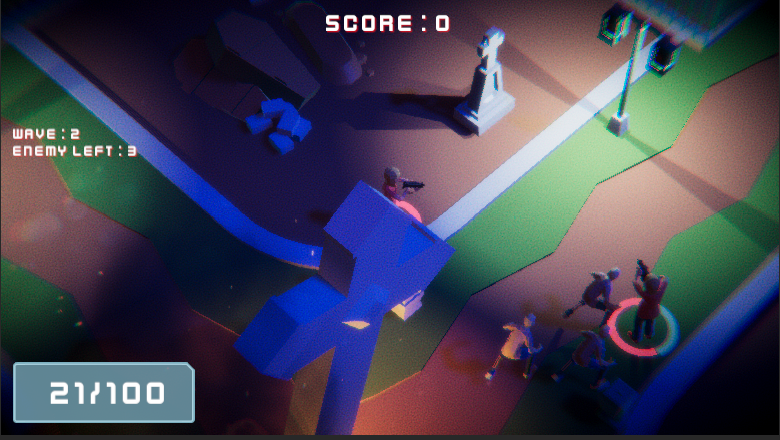 SCORE:0
WAVE:2
ENEMY LEFT:3
21/100